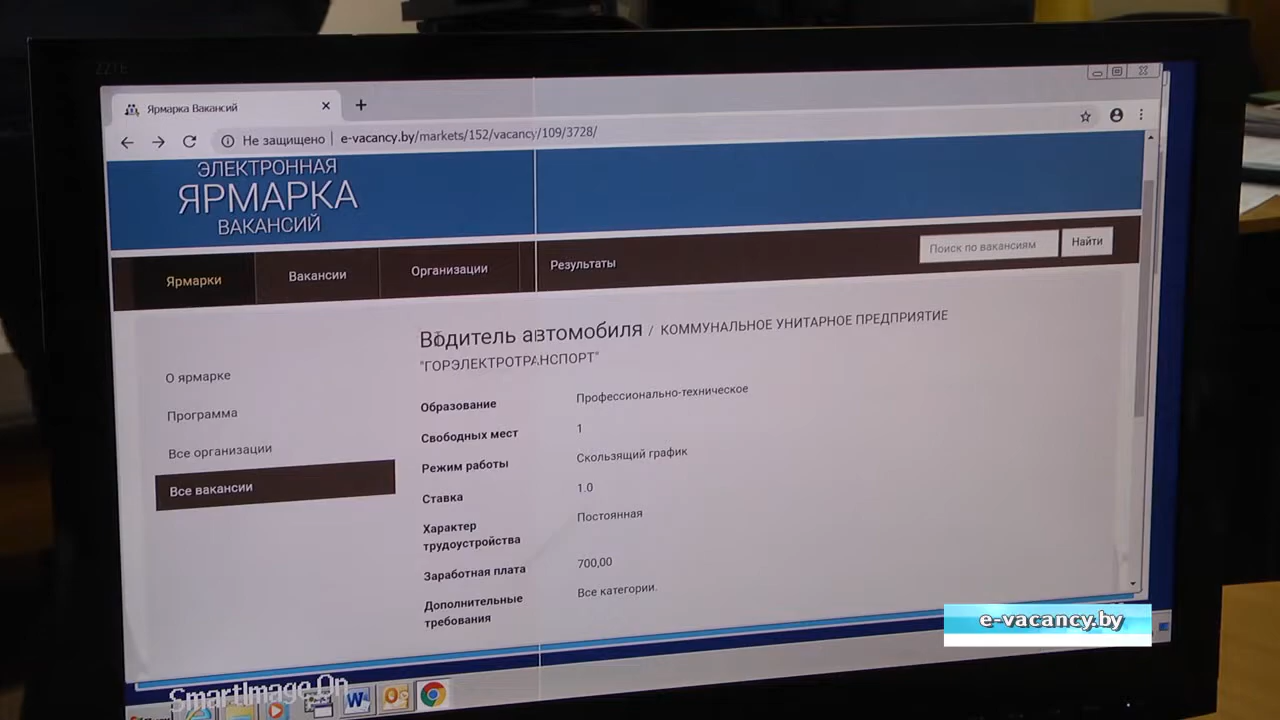 221E
Ярмарка Вакансий
Не защищено | e-vacancy.by/markets/152/vacancy/109/3728/
ЭЛЕКТРОННАЯ
ЯРМАРКА
ВАКАНСИЙ
Ярмарки Вакансии Организации Результаты Поиск по вакансиям Найти
Водитель автомобиля / КОММУНАЛЬНОЕ УНИТАРНОЕ ПРЕДПРИЯТИЕ
"ГОРЭЛЕКТРОТРАНСПОРТ"
О ярмарке
Программа
Все организации
Все вакансии
Образование Профессионально-техническое
Свободных мест 1
Режим работы Скользящий график
Ставка 1.0
Характер Постоянная
трудоустройства
Заработная плата 700,00
Дополнительные Все категории.
требования
e-vacancy.by
SmartImage On